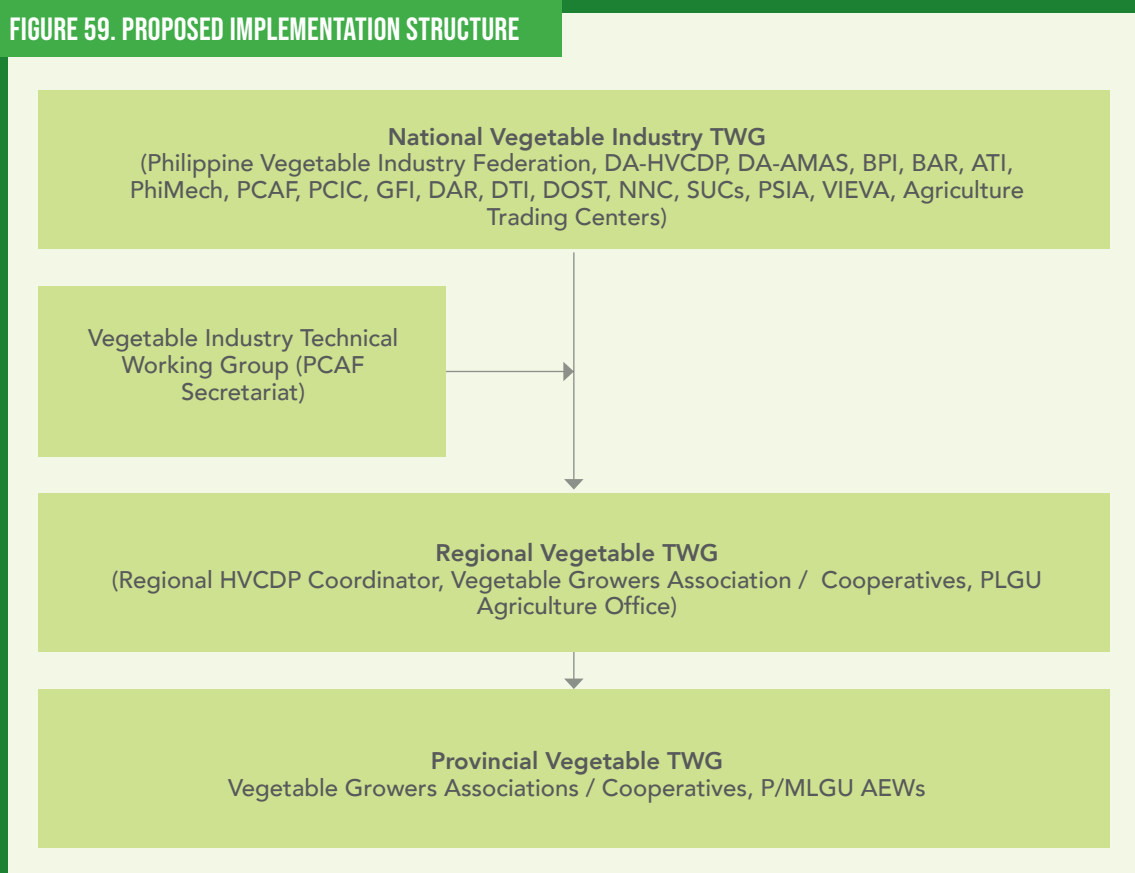 FIGURE 59. PROPOSED IMPLEMENTATION STRUCTURE
National Vegetable Industry TWG
(Philippine Vegetable Industry Federation, DA-HVCDP, DA-AMAS, BPI, BAR, ATI,
PhiMech, PCAF, PCIC, GFI, DAR, DTI, DOST, NNC, SUCs, PSIA, VIEVA, Agriculture
Trading Centers)
Vegetable Industry Technical
Working Group (PCAF
Secretariat)
Regional Vegetable TWG
(Regional HVCDP Coordinator, Vegetable Growers Association / Cooperatives, PLGU
Agriculture Office)
Provincial Vegetable TWG
Vegetable Growers Associations / Cooperatives, P/MLGU AEWs